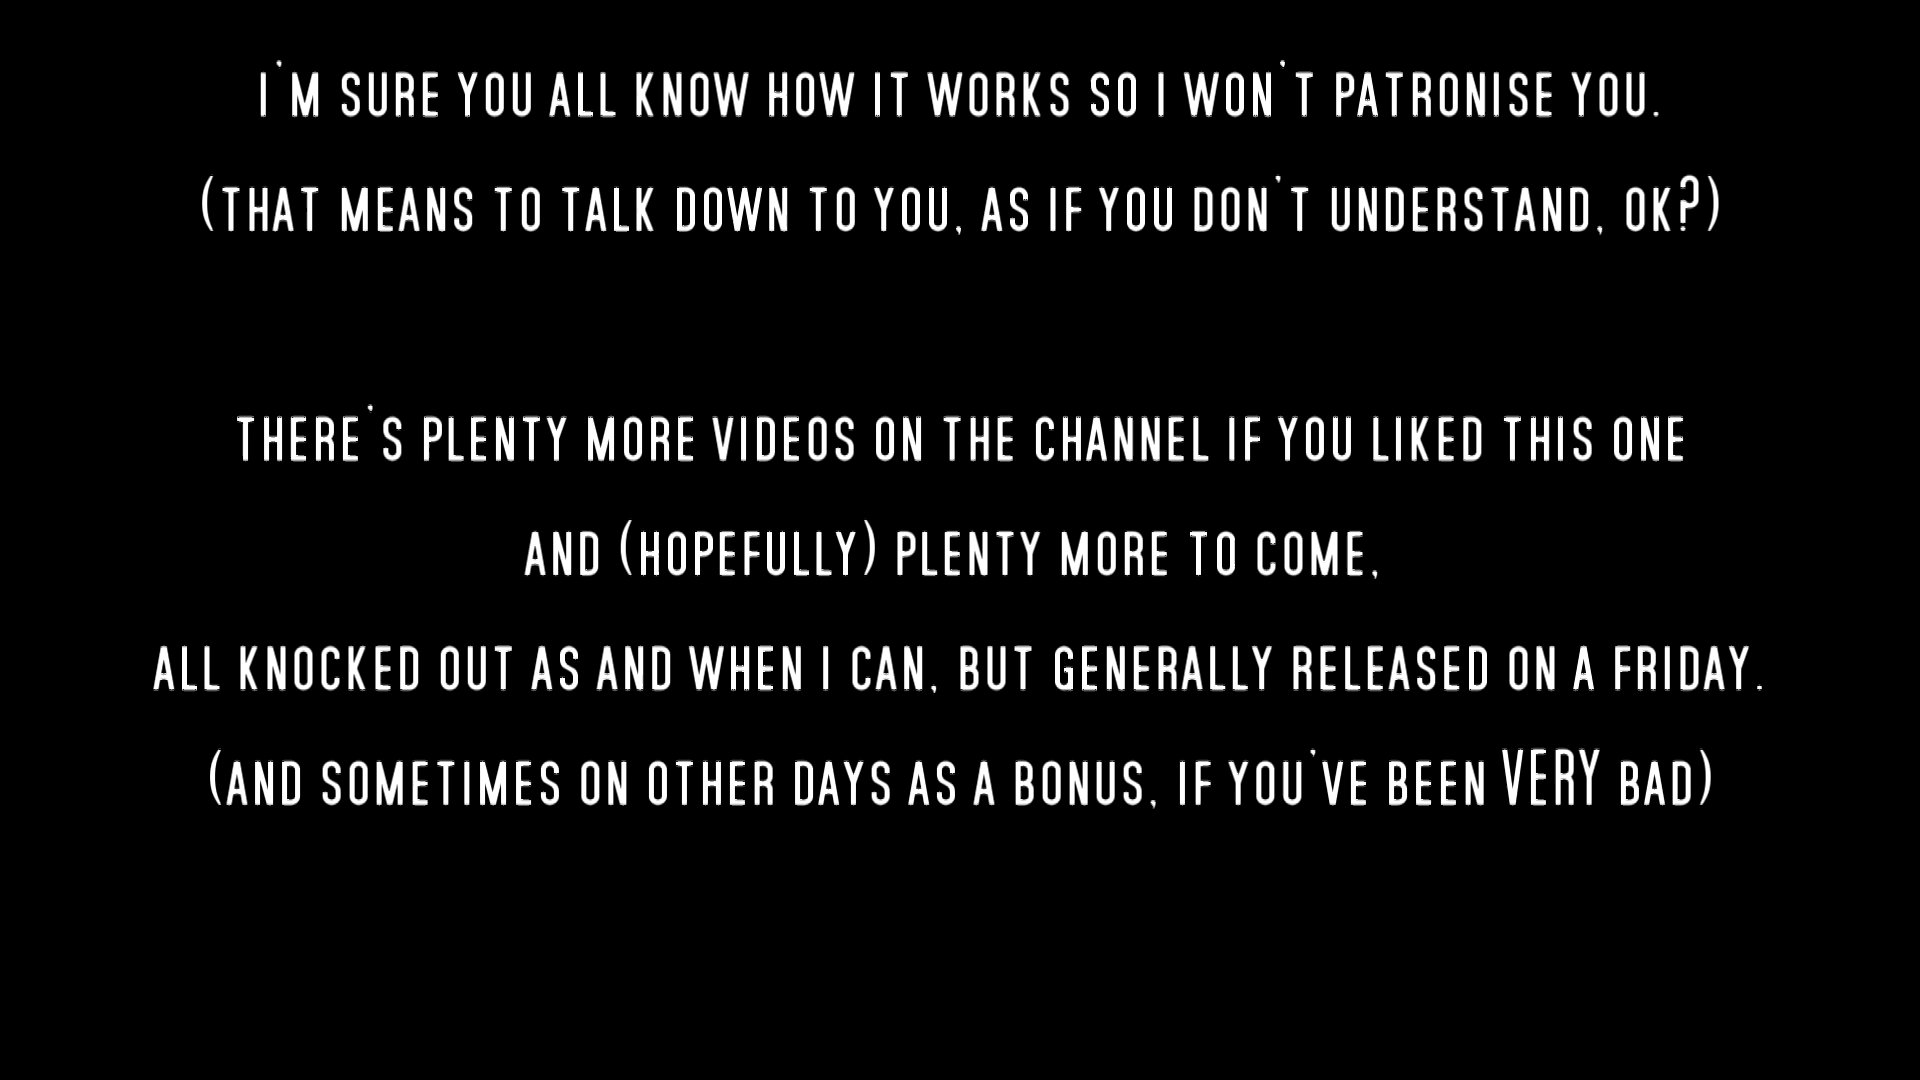 I'M SURE YOU ALL KNOW HOW IT WORKS SO I WON'T PATRONISE YOU.
(THAT MEANS TO TALK DOWN TO YOU, AS IF YOU DON'T UNDERSTAND, OK?)
THERE'S PLENTY MORE VIDEOS ON THE CHANNEL IF YOU LIKED THIS ONE
AND (HOPEFULLY) PLENTY MORE TO COME,
ALL KNOCKED OUT AS AND WHEN I CAN, BUT GENERALLY RELEASED ON A FRIDAY.
(AND SOMETIMES ON OTHER DAYS AS A BONUS, IF YOU'VE BEEN VERY BAD)